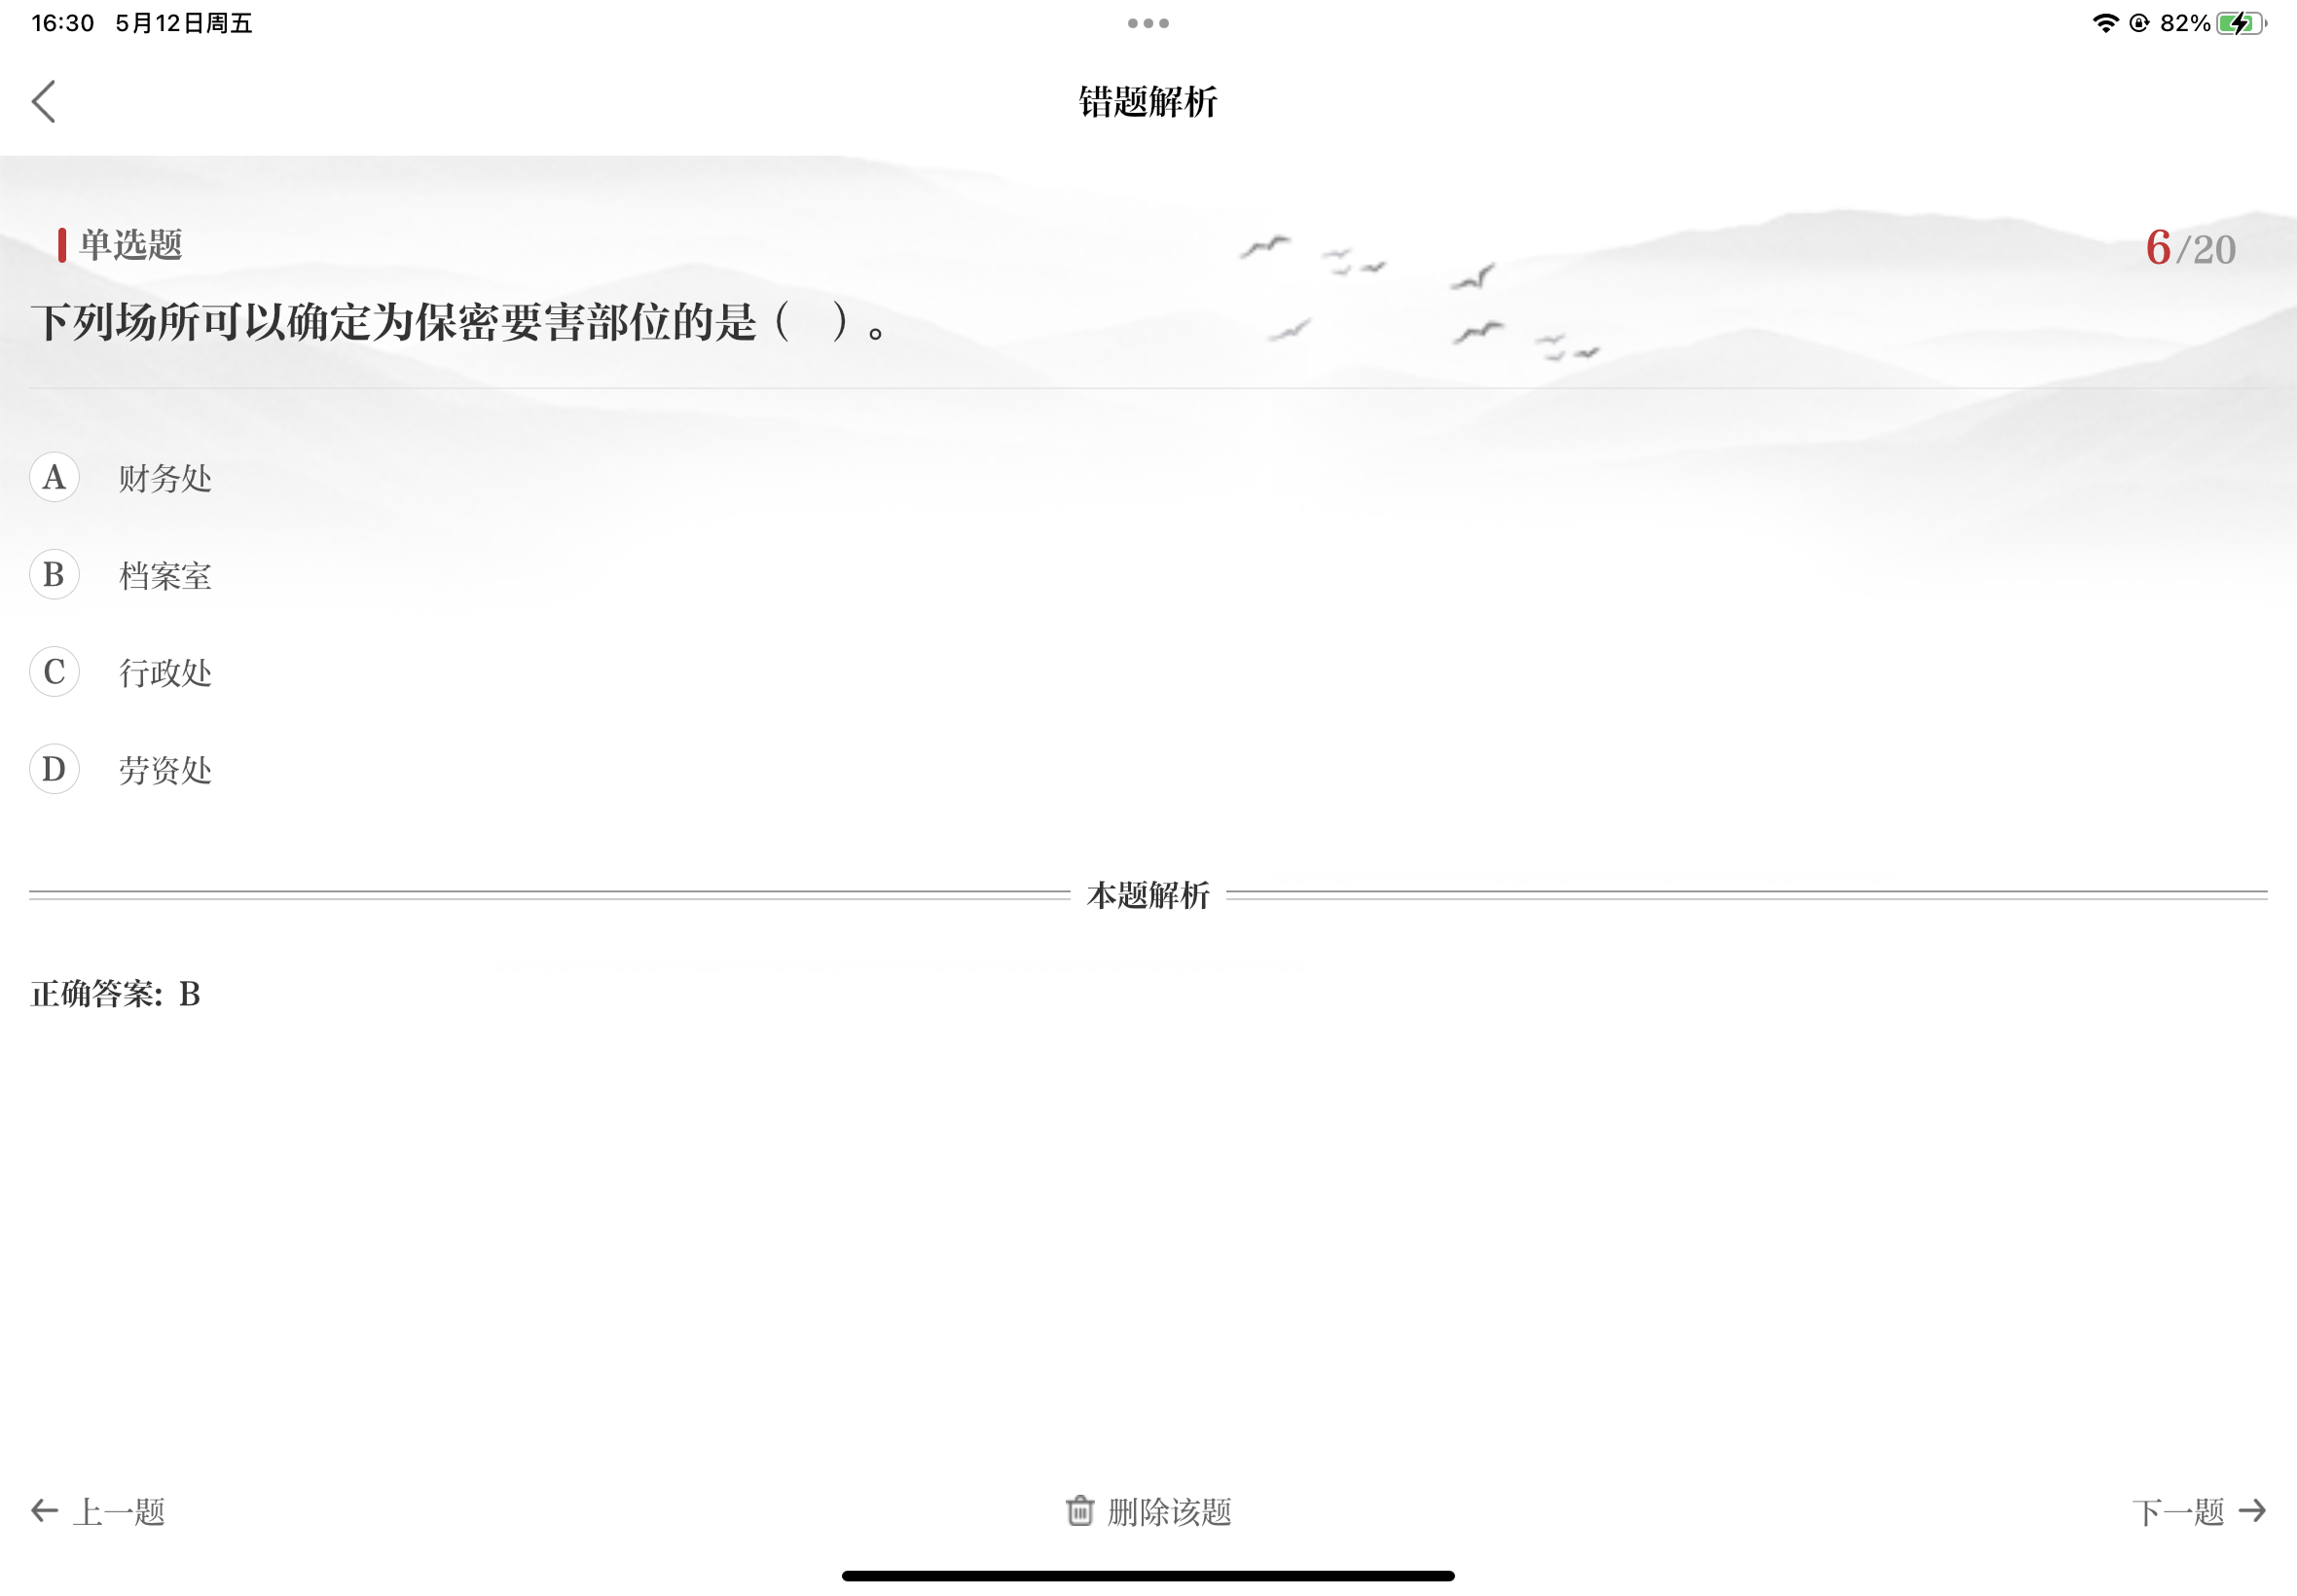 16:30 5月12日周五
82%
错题解析
单选题
6/20
下列场所可以确定为保密要害部位的是（ ）。
A 财务处
B 档案室
C 行政处
D 劳资处
本题解析
正确答案: B
上一题 删除该题 下一题